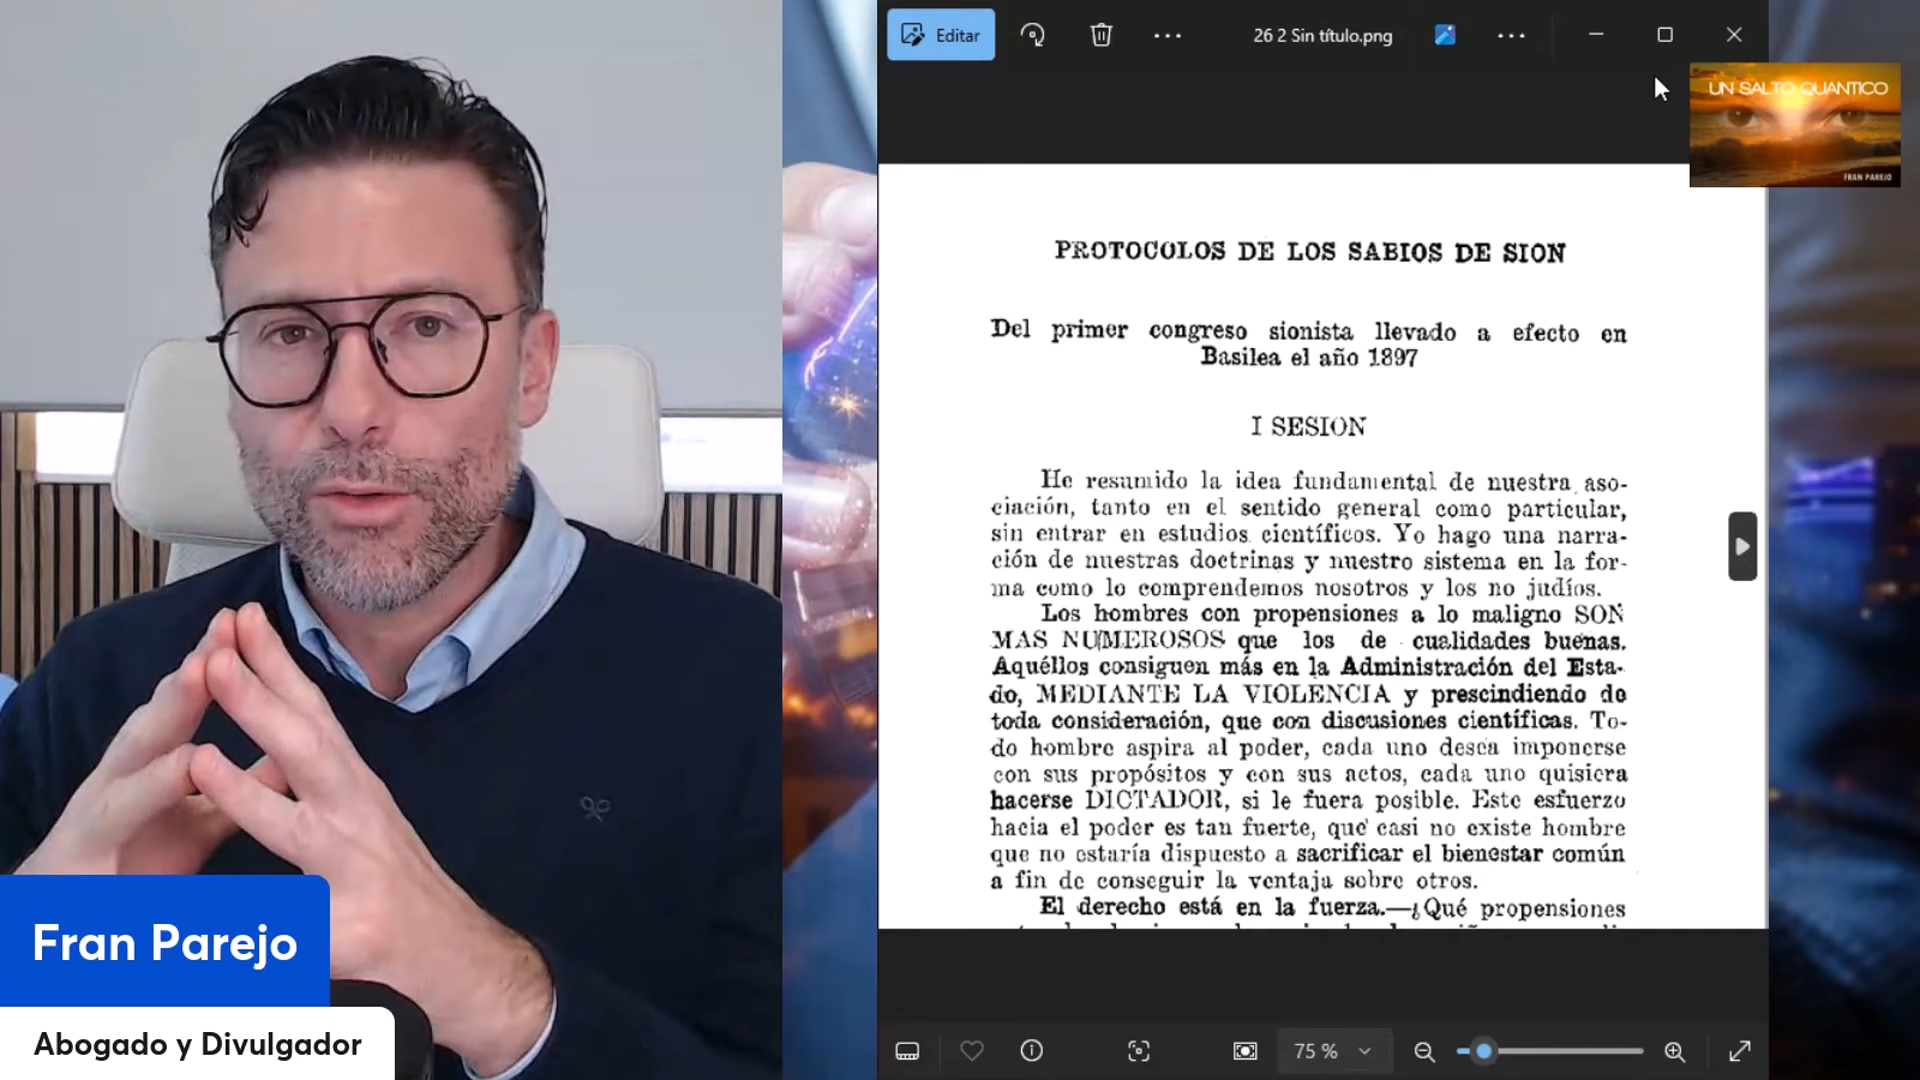 Editar
26 2 Sin título.png
UN SALTO QUANTICO
FRAN PAREJO
PROTOCOLOS DE LOS SABIOS DE SION
Del primer congreso sionista llevado a efecto en
Basilea el año 1897
I SESION
He resumido la idea fundamental de nuestra aso-
ciación, tanto en el sentido general como particular,
sin entrar en estudios científicos. Yo hago una narra-
ción de nuestras doctrinas y nuestro sistema en la for-
ma como lo comprendemos nosotros y los no judíos.
Los hombres con propensiones a lo maligno SON
MAS NUMEROSOS que los de cualidades buenas.
Aquéllos consiguen más en la Administración del Esta-
do, MEDIANTE LA VIOLENCIA y prescindiendo de
toda consideración, que con discusiones científicas. To-
do hombre aspira al poder, cada uno desea imponerse
con sus propósitos y con sus actos, cada uno quisiera
hacerse DICTADOR, si le fuera posible. Este esfuerzo
hacia el poder es tan fuerte, que casi no existe hombre
que no estaría dispuesto a sacrificar el bienestar común
a fin de conseguir la ventaja sobre otros.
El derecho está en la fuerza.—¿Qué propensiones
Fran Parejo
Abogado y Divulgador
75 %